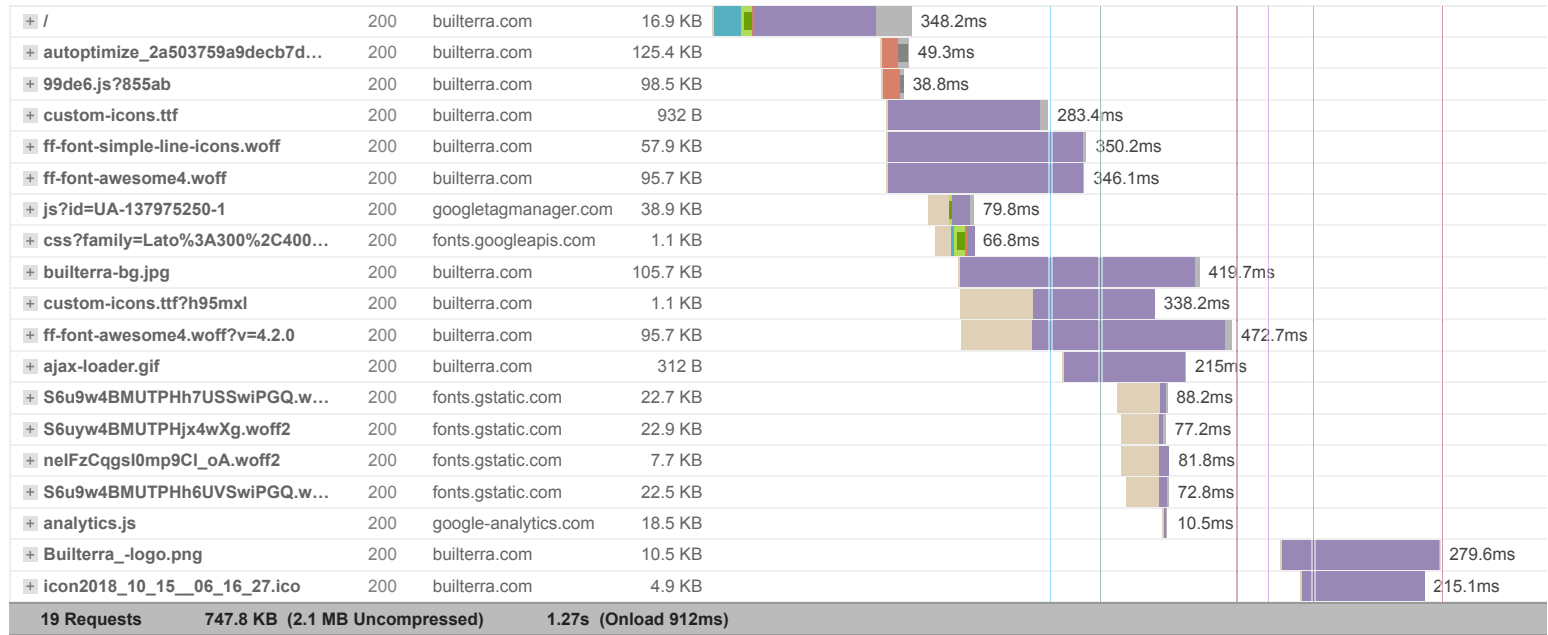 + / 200 builterra.com 16.9 KB 348.2ms
+ autoptimize_2a503759a9decb7d… 200 builterra.com 125.4 KB 49.3ms
+ 99de6.js?855ab 200 builterra.com 98.5 KB 38.8ms
+ custom-icons.ttf 200 builterra.com 932 B 283.4ms
+ ff-font-simple-line-icons.woff 200 builterra.com 57.9 KB 350.2ms
+ ff-font-awesome4.woff 200 builterra.com 95.7 KB 346.1ms
+ js?id=UA-137975250-1 200 googletagmanager.com 38.9 KB 79.8ms
+ css?family=Lato%3A300%2C400… 200 fonts.googleapis.com 1.1 KB 66.8ms
+ builterra-bg.jpg 200 builterra.com 105.7 KB 419.7ms
+ custom-icons.ttf?h95mxl 200 builterra.com 1.1 KB 338.2ms
+ ff-font-awesome4.woff?v=4.2.0 200 builterra.com 95.7 KB 472.7ms
+ ajax-loader.gif 200 builterra.com 312 B 215ms
+ S6u9w4BMUTPHh7USSwiPGQ.w… 200 fonts.gstatic.com 22.7 KB 88.2ms
+ S6uyw4BMUTPHjx4wXg.woff2 200 fonts.gstatic.com 22.9 KB 77.2ms
+ neIFzCqgsI0mp9CI_oA.woff2 200 fonts.gstatic.com 7.7 KB 81.8ms
+ S6u9w4BMUTPHh6UVSwiPGQ.w… 200 fonts.gstatic.com 22.5 KB 72.8ms
+ analytics.js 200 google-analytics.com 18.5 KB 10.5ms
+ Builterra_-logo.png 200 builterra.com 10.5 KB 279.6ms
+ icon2018_10_15__06_16_27.ico 200 builterra.com 4.9 KB 215.1ms
19 Requests 747.8 KB (2.1 MB Uncompressed) 1.27s (Onload 912ms)